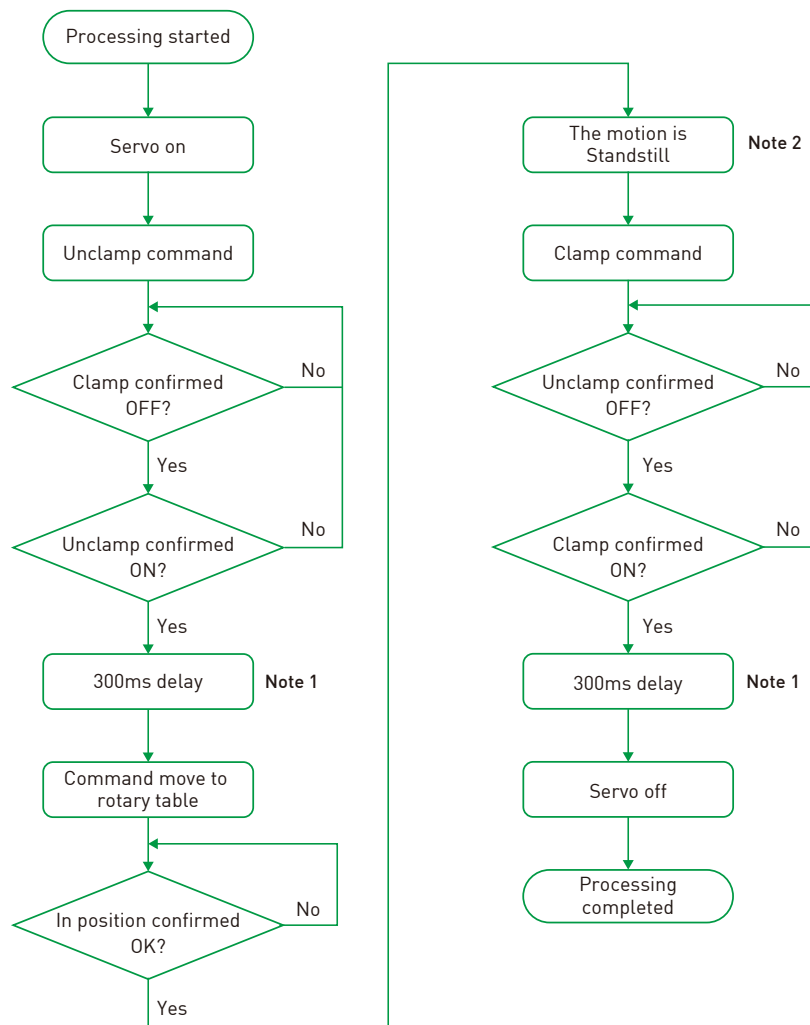 Processing started
Servo on
Unclamp command
Clamp confirmed
OFF?
No
Yes
Unclamp confirmed
ON?
No
Yes
300ms delay
Note 1
Command move to
rotary table
In position confirmed
OK?
No
Yes
The motion is
Standstill
Note 2
Clamp command
Unclamp confirmed
OFF?
No
Yes
Clamp confirmed
ON?
No
Yes
300ms delay
Note 1
Servo off
Processing
completed